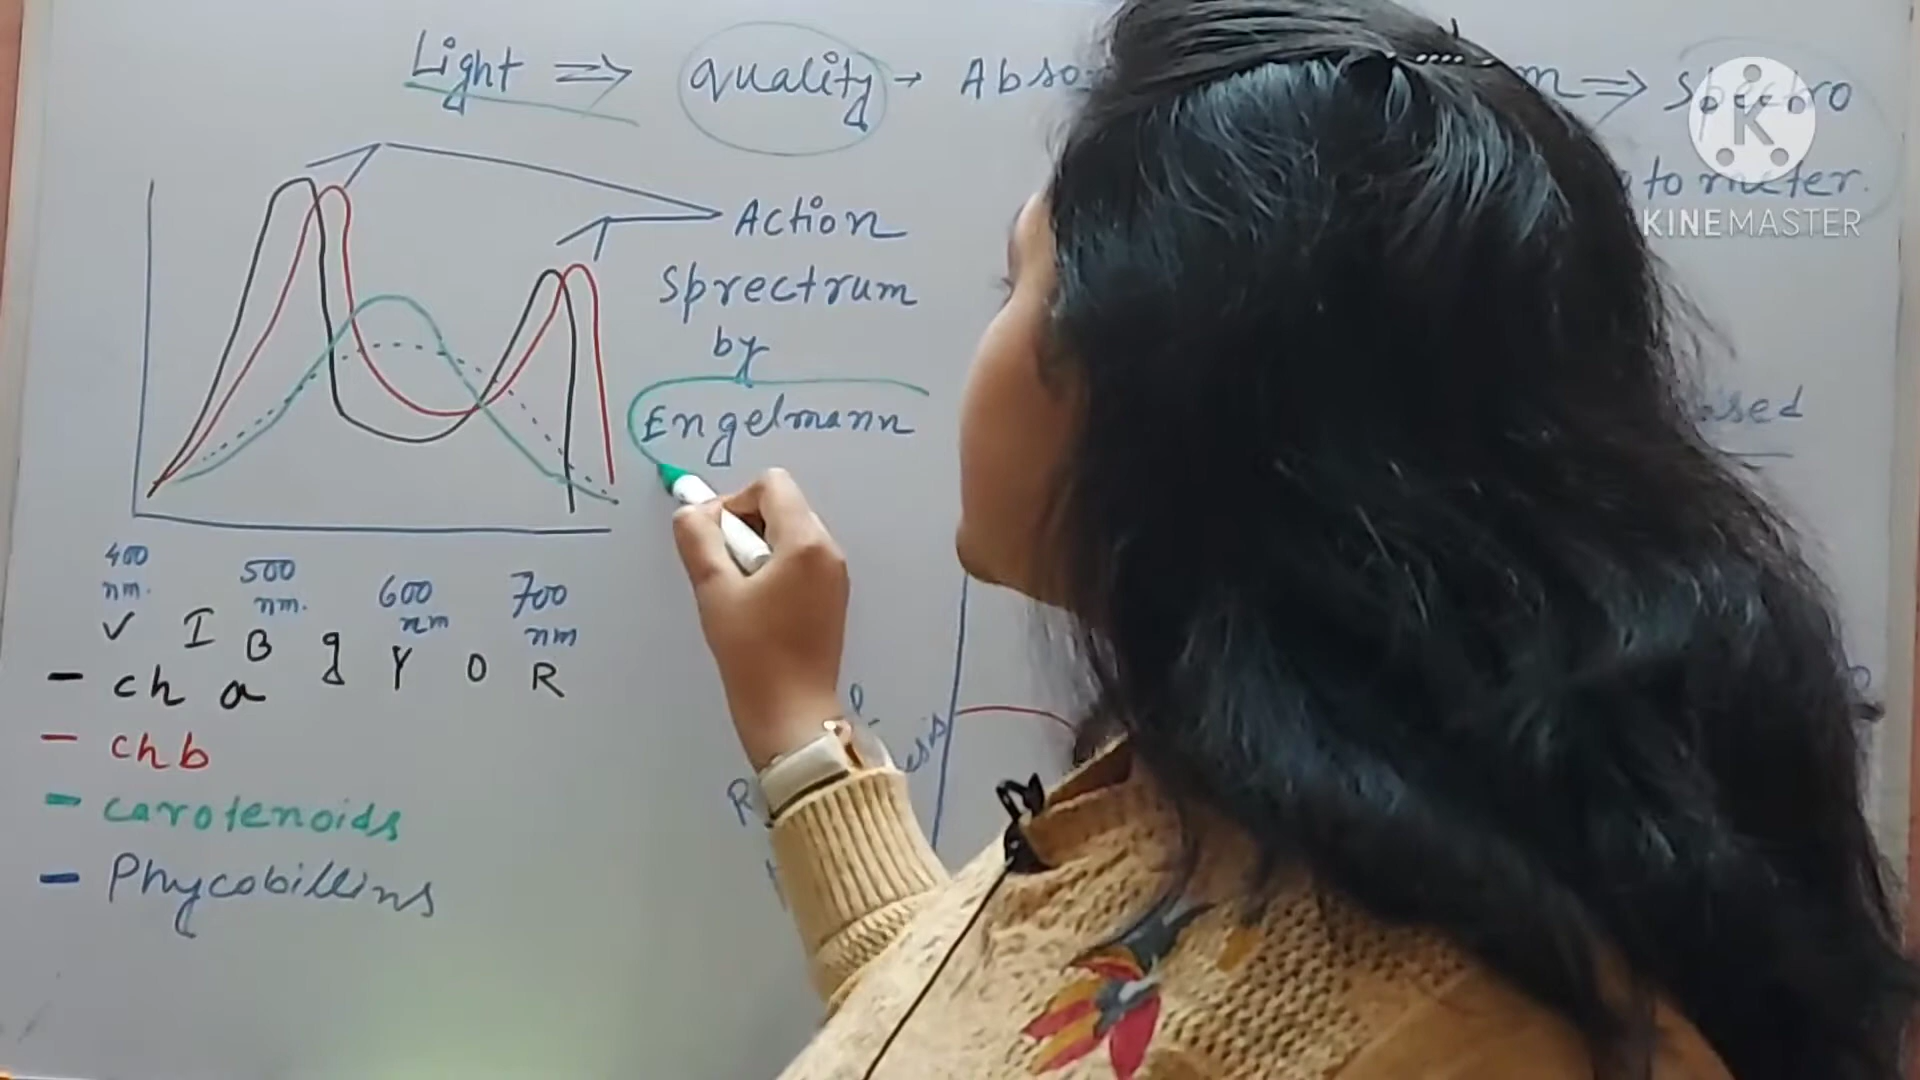 Light ⇒ Quality → Abso m ⇒ Spectro
to meter.
KINEMASTER
Action
Sprectrum
by
Engelmann
400 nm. 500 nm. 600 nm 700 nm
V I B g Y O R
- ch a
- ch b
- carotenoids
- Phycobillins